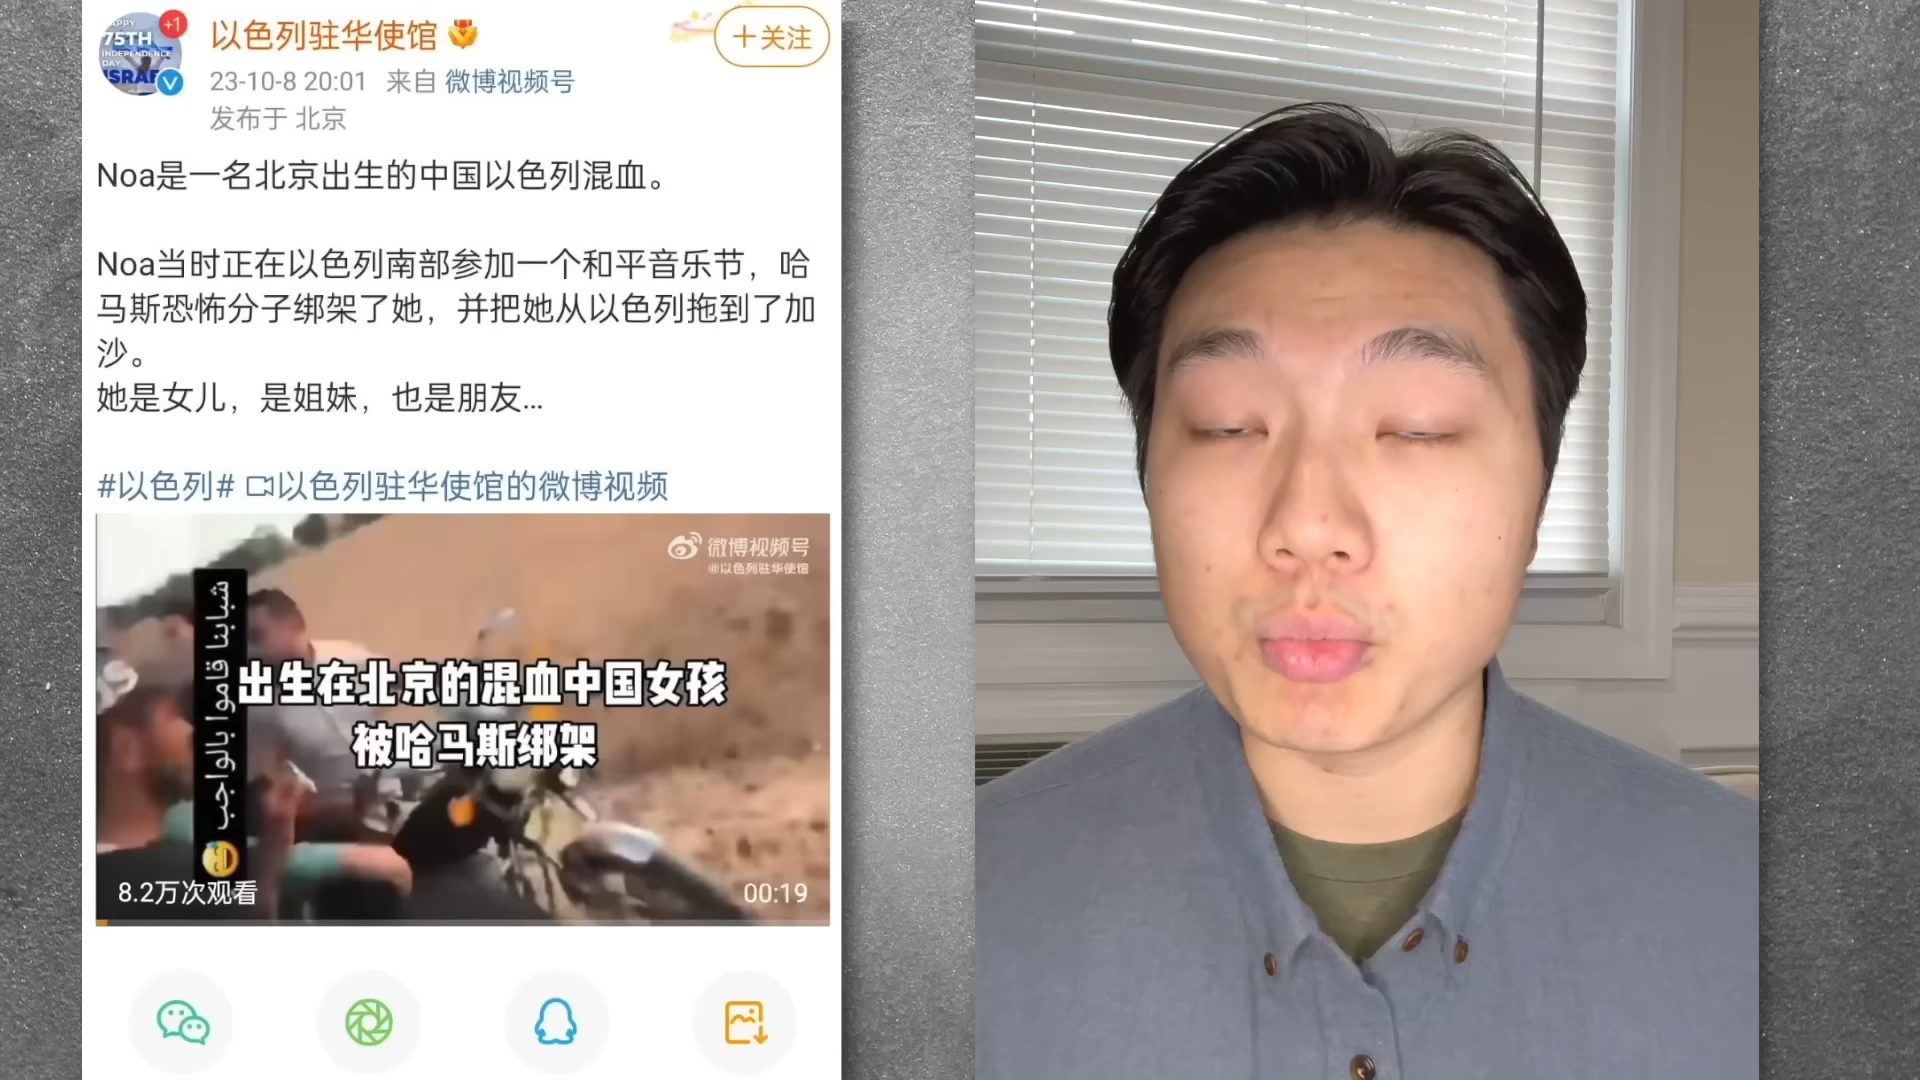 HAPPY
75TH
INDEPENDENCE
DAY
ISRAE
+1
以色列驻华使馆
+关注
23-10-8 20:01 来自 微博视频号
发布于 北京
Noa是一名北京出生的中国以色列混血。
Noa当时正在以色列南部参加一个和平音乐节，哈
马斯恐怖分子绑架了她，并把她从以色列拖到了加
沙。
她是女儿，是姐妹，也是朋友...
#以色列# 以色列驻华使馆的微博视频
微博视频号
@以色列驻华使馆
شبابنا قاموا بالواجب
出生在北京的混血中国女孩
被哈马斯绑架
8.2万次观看
00:19